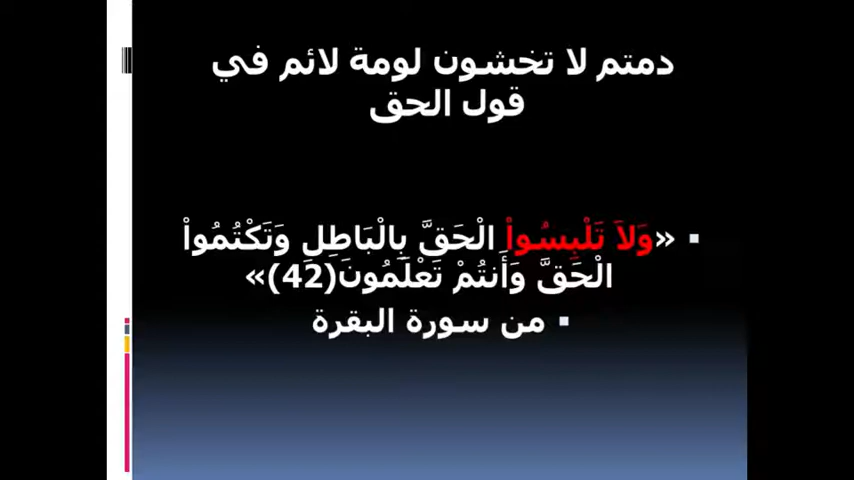 دمتم لا تخشون لومة لائم في
قول الحق
▪ «وَلاَ تَلْبِسُواْ الْحَقَّ بِالْبَاطِلِ وَتَكْتُمُواْ
الْحَقَّ وَأَنتُمْ تَعْلَمُونَ(42)»
▪ من سورة البقرة